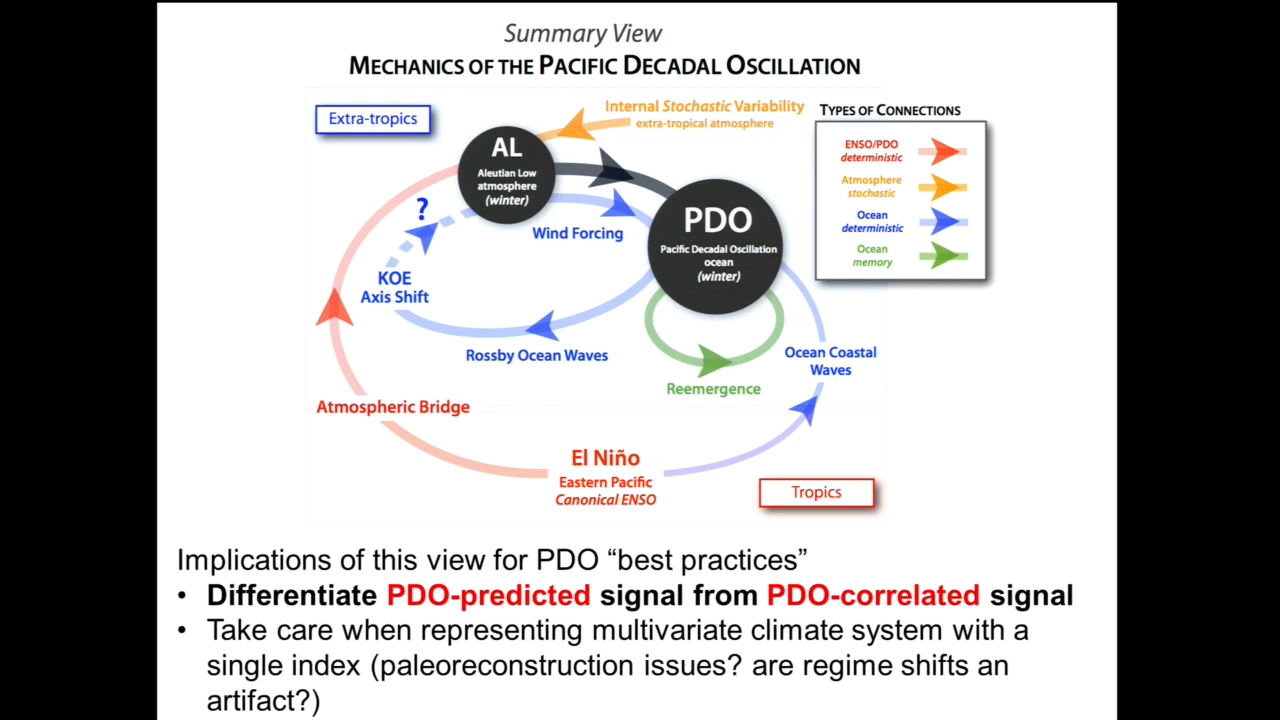 Summary View
MECHANICS OF THE PACIFIC DECADAL OSCILLATION
Extra-tropics
Internal Stochastic Variability
extra-tropical atmosphere
TYPES OF CONNECTIONS
ENSO/PDO
deterministic
Atmosphere
stochastic
Ocean
deterministic
Ocean
memory
AL
Aleutian Low
atmosphere
(winter)
PDO
Pacific Decadal Oscillation
ocean
(winter)
?
Wind Forcing
KOE
Axis Shift
Rossby Ocean Waves
Ocean Coastal
Waves
Reemergence
Atmospheric Bridge
El Niño
Eastern Pacific
Canonical ENSO
Tropics
Implications of this view for PDO “best practices”
• Differentiate PDO-predicted signal from PDO-correlated signal
• Take care when representing multivariate climate system with a
single index (paleoreconstruction issues? are regime shifts an
artifact?)